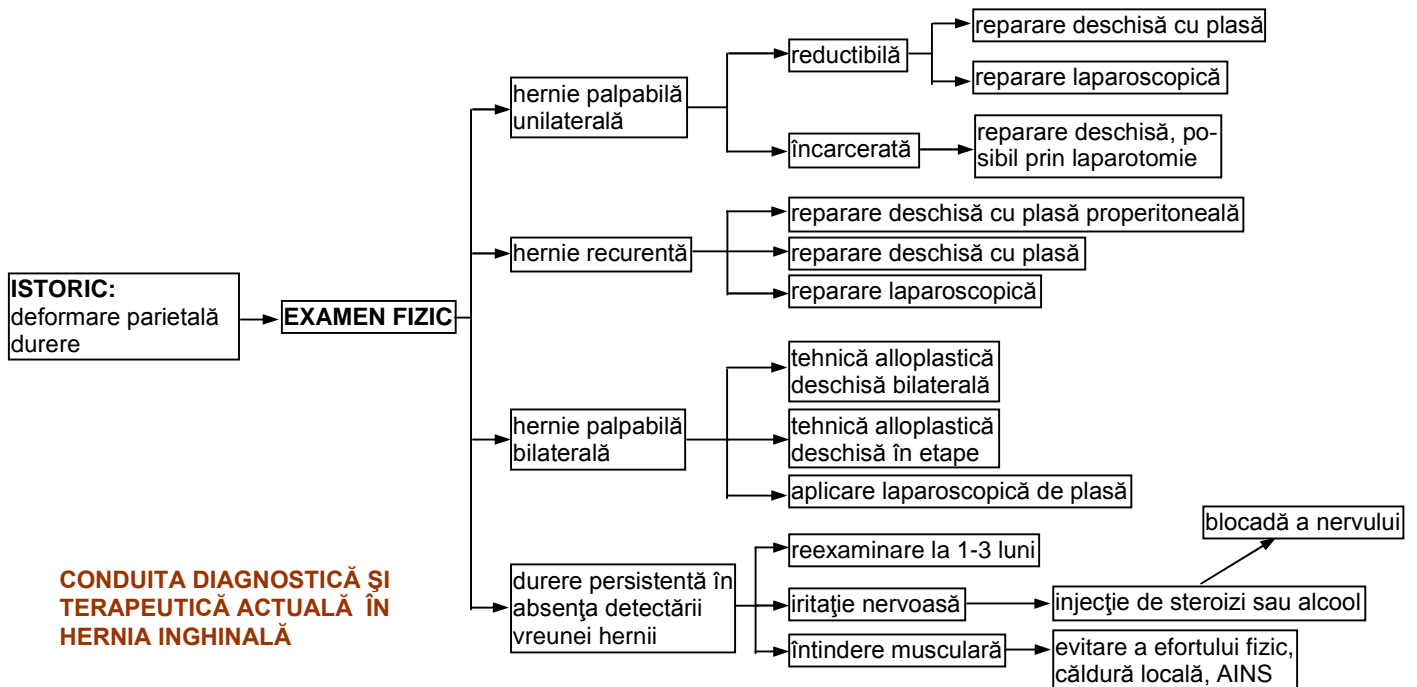 ISTORIC:
deformare parietală
durere
EXAMEN FIZIC
hernie palpabilă
unilaterală
reductibilă
reparare deschisă cu plasă
reparare laparoscopică
încarcerată
reparare deschisă, po-
sibil prin laparotomie
hernie recurentă
reparare deschisă cu plasă properitoneală
reparare deschisă cu plasă
reparare laparoscopică
hernie palpabilă
bilaterală
tehnică alloplastică
deschisă bilaterală
tehnică alloplastică
deschisă în etape
aplicare laparoscopică de plasă
durere persistentă în
absenţa detectării
vreunei hernii
reexaminare la 1-3 luni
iritaţie nervoasă
injecţie de steroizi sau alcool
blocadă a nervului
întindere musculară
evitare a efortului fizic,
căldură locală, AINS
CONDUITA DIAGNOSTICĂ ŞI
TERAPEUTICĂ ACTUALĂ ÎN
HERNIA INGHINALĂ